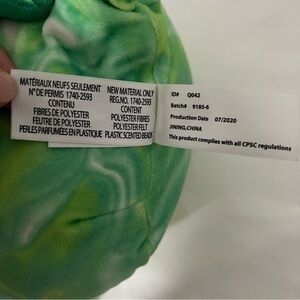 MATÉRIAUX NEUFS SEULEMENT
N° DE PERMIS 1740-2593
CONTENU
FIBRES DE POLYESTER
FEUTRE DE POLYESTER
PERLES PARFUMÉES EN PLASTIQUE
NEW MATERIAL ONLY
REG.NO. 1740-2593
CONTENT
POLYESTER FIBRES
POLYESTER FELT
PLASTIC SCENTED BEADS
ID# Q042
Batch# 9185-6
Production Date 07/2020
JINING,CHINA
This product complies with all CPSC regulations